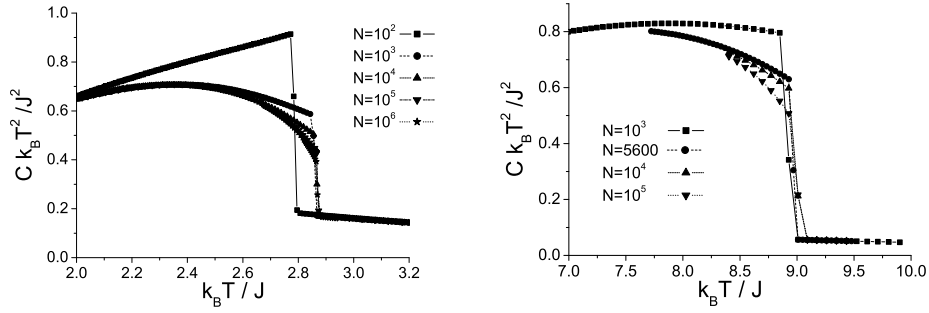 1.0
0.8
0.6
0.4
0.2
0.0
C k_B T^2 / J^2
N=10^2
N=10^3
N=10^4
N=10^5
N=10^6
2.0 2.2 2.4 2.6 2.8 3.0 3.2
k_B T / J
0.8
0.6
0.4
0.2
0.0
C k_B T^2 / J^2
N=10^3
N=5600
N=10^4
N=10^5
7.0 7.5 8.0 8.5 9.0 9.5 10.0
k_B T / J